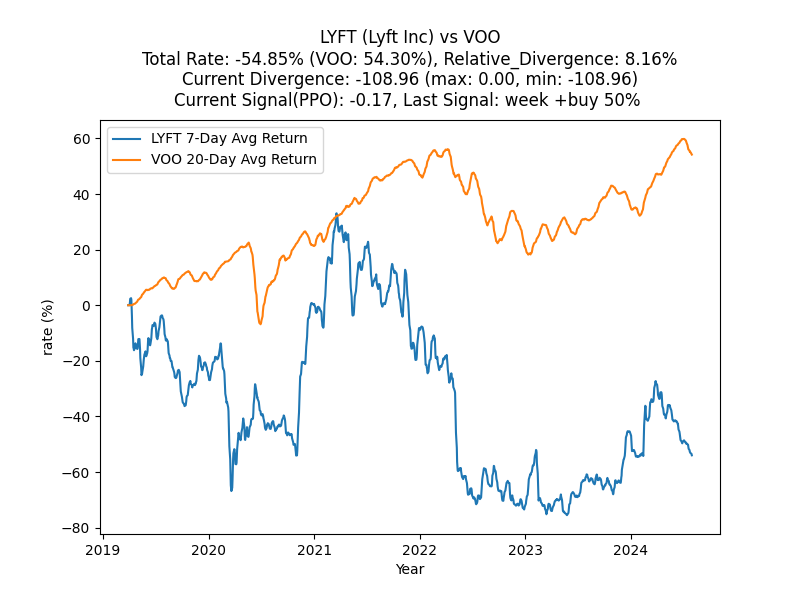 LYFT (Lyft Inc) vs VOO
Total Rate: -54.85% (VOO: 54.30%), Relative_Divergence: 8.16%
Current Divergence: -108.96 (max: 0.00, min: -108.96)
Current Signal(PPO): -0.17, Last Signal: week +buy 50%
LYFT 7-Day Avg Return
VOO 20-Day Avg Return
rate (%)
60
40
20
0
−20
−40
−60
−80
2019
2020
2021
2022
2023
2024
Year